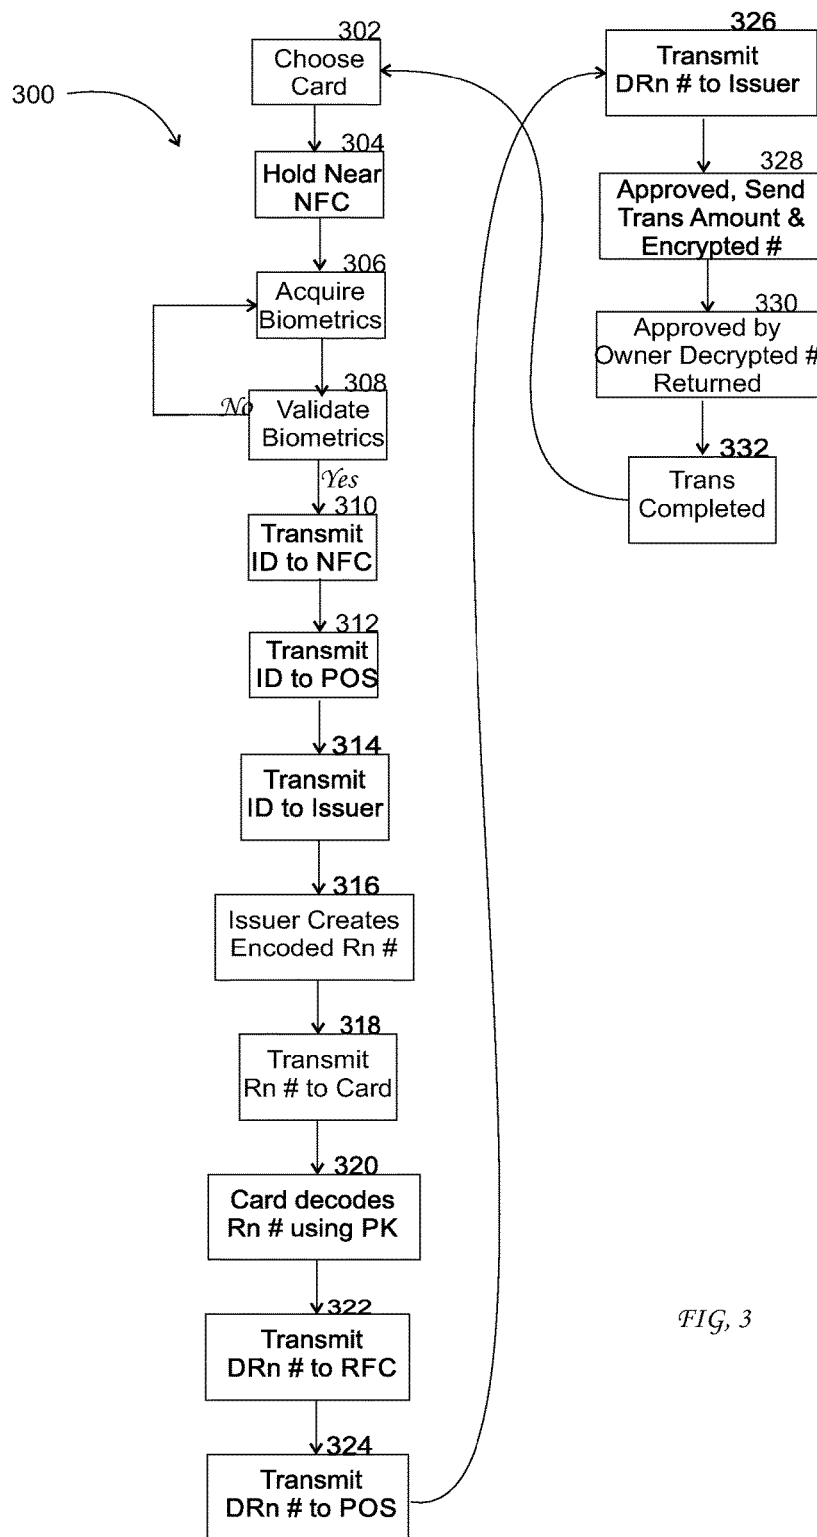 300
302
Choose
Card
304
Hold Near
NFC
306
Acquire
Biometrics
308
No
Validate
Biometrics
Yes
310
Transmit
ID to NFC
312
Transmit
ID to POS
314
Transmit
ID to Issuer
316
Issuer Creates
Encoded Rn #
318
Transmit
Rn # to Card
320
Card decodes
Rn # using PK
322
Transmit
DRn # to RFC
324
Transmit
DRn # to POS
326
Transmit
DRn # to Issuer
328
Approved, Send
Trans Amount &
Encrypted #
330
Approved by
Owner Decrypted #
Returned
332
Trans
Completed
FIG, 3